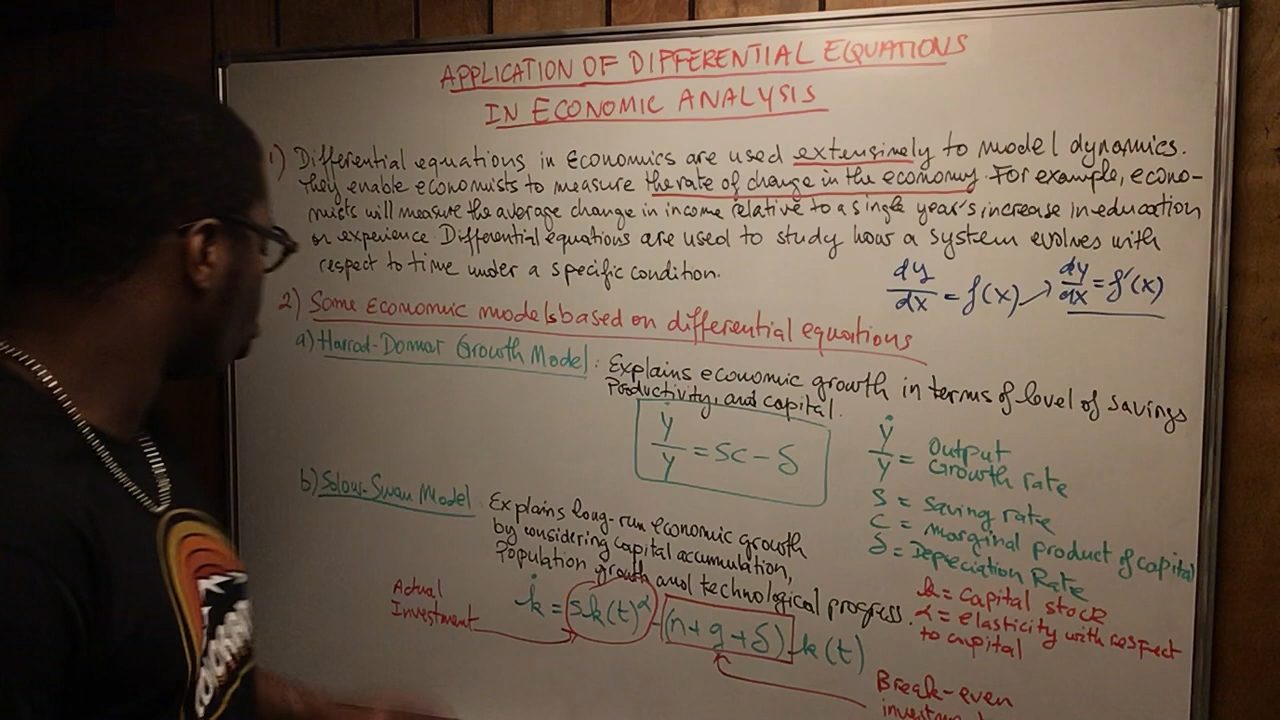 APPLICATION OF DIFFERENTIAL EQUATIONS
IN ECONOMIC ANALYSIS
1) Differential equations in Economics are used extensively to model dynamics.
They enable economists to measure the rate of change in the economy. For example, econo-
mists will measure the average change in income relative to a single year's increase in education
or experience Differential equations are used to study how a system evolves with
respect to time under a specific condition.
dy/dx = f(x) → dy/dx = f'(x)
2) Some Economic models based on differential equations
a) Harrod-Dommar Growth Model : Explains economic growth in terms of level of savings
Productivity, and capital.
Ẏ/Y = sc - δ
Ẏ/Y = Output
Growth rate
S = Saving rate
C = marginal product of capital
δ = Depeciation Rate
b) Solow-Swan Model Explains long-run economic growth
by considering capital accumulation,
Population growth and technological progress.
Actual
Investment
k̇ = sk(t)^α - (n+g+δ) k(t)
k = Capital stock
α = elasticity with respect
to capital
Break-even